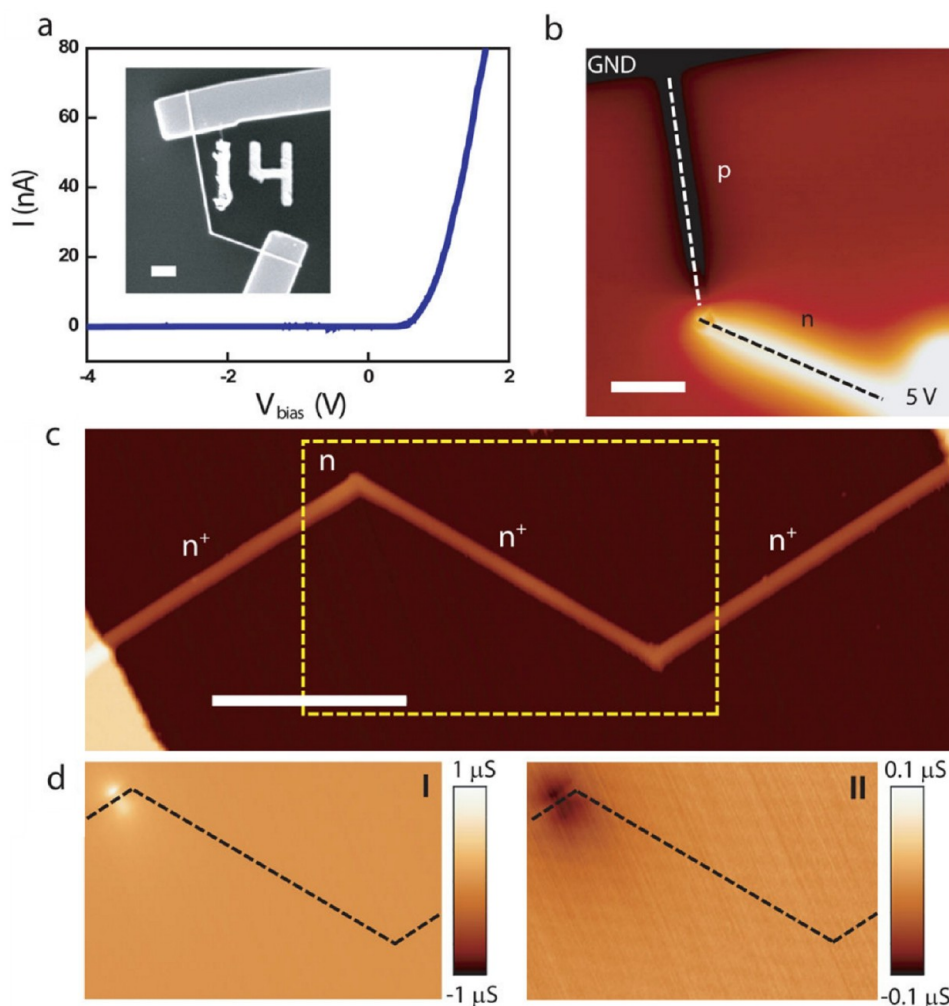 a
80
60
40
20
0
I (nA)
-4
-2
0
2
V bias (V)
14
b
GND
p
n
5 V
c
n
n+
n+
n+
d
I
1 μS
-1 μS
II
0.1 μS
-0.1 μS